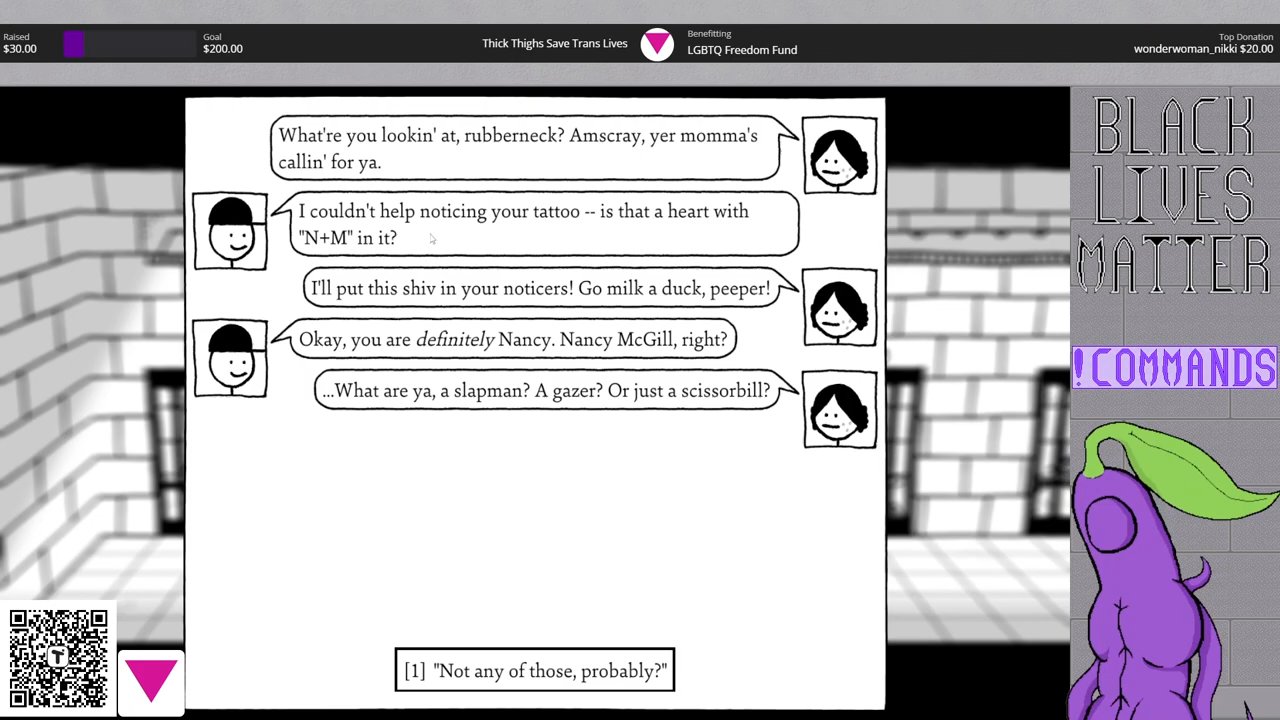 Raised
$30.00
Goal
$200.00
Thick Thighs Save Trans Lives
Benefitting
LGBTQ Freedom Fund
Top Donation
wonderwoman_nikki $20.00
What're you lookin' at, rubberneck? Amscray, yer momma's
callin' for ya.
I couldn't help noticing your tattoo -- is that a heart with
"N+M" in it?
I'll put this shiv in your noticers! Go milk a duck, peeper!
Okay, you are definitely Nancy. Nancy McGill, right?
...What are ya, a slapman? A gazer? Or just a scissorbill?
[1] "Not any of those, probably?"
BLACK
LIVES
MATTER
!COMMANDS
T